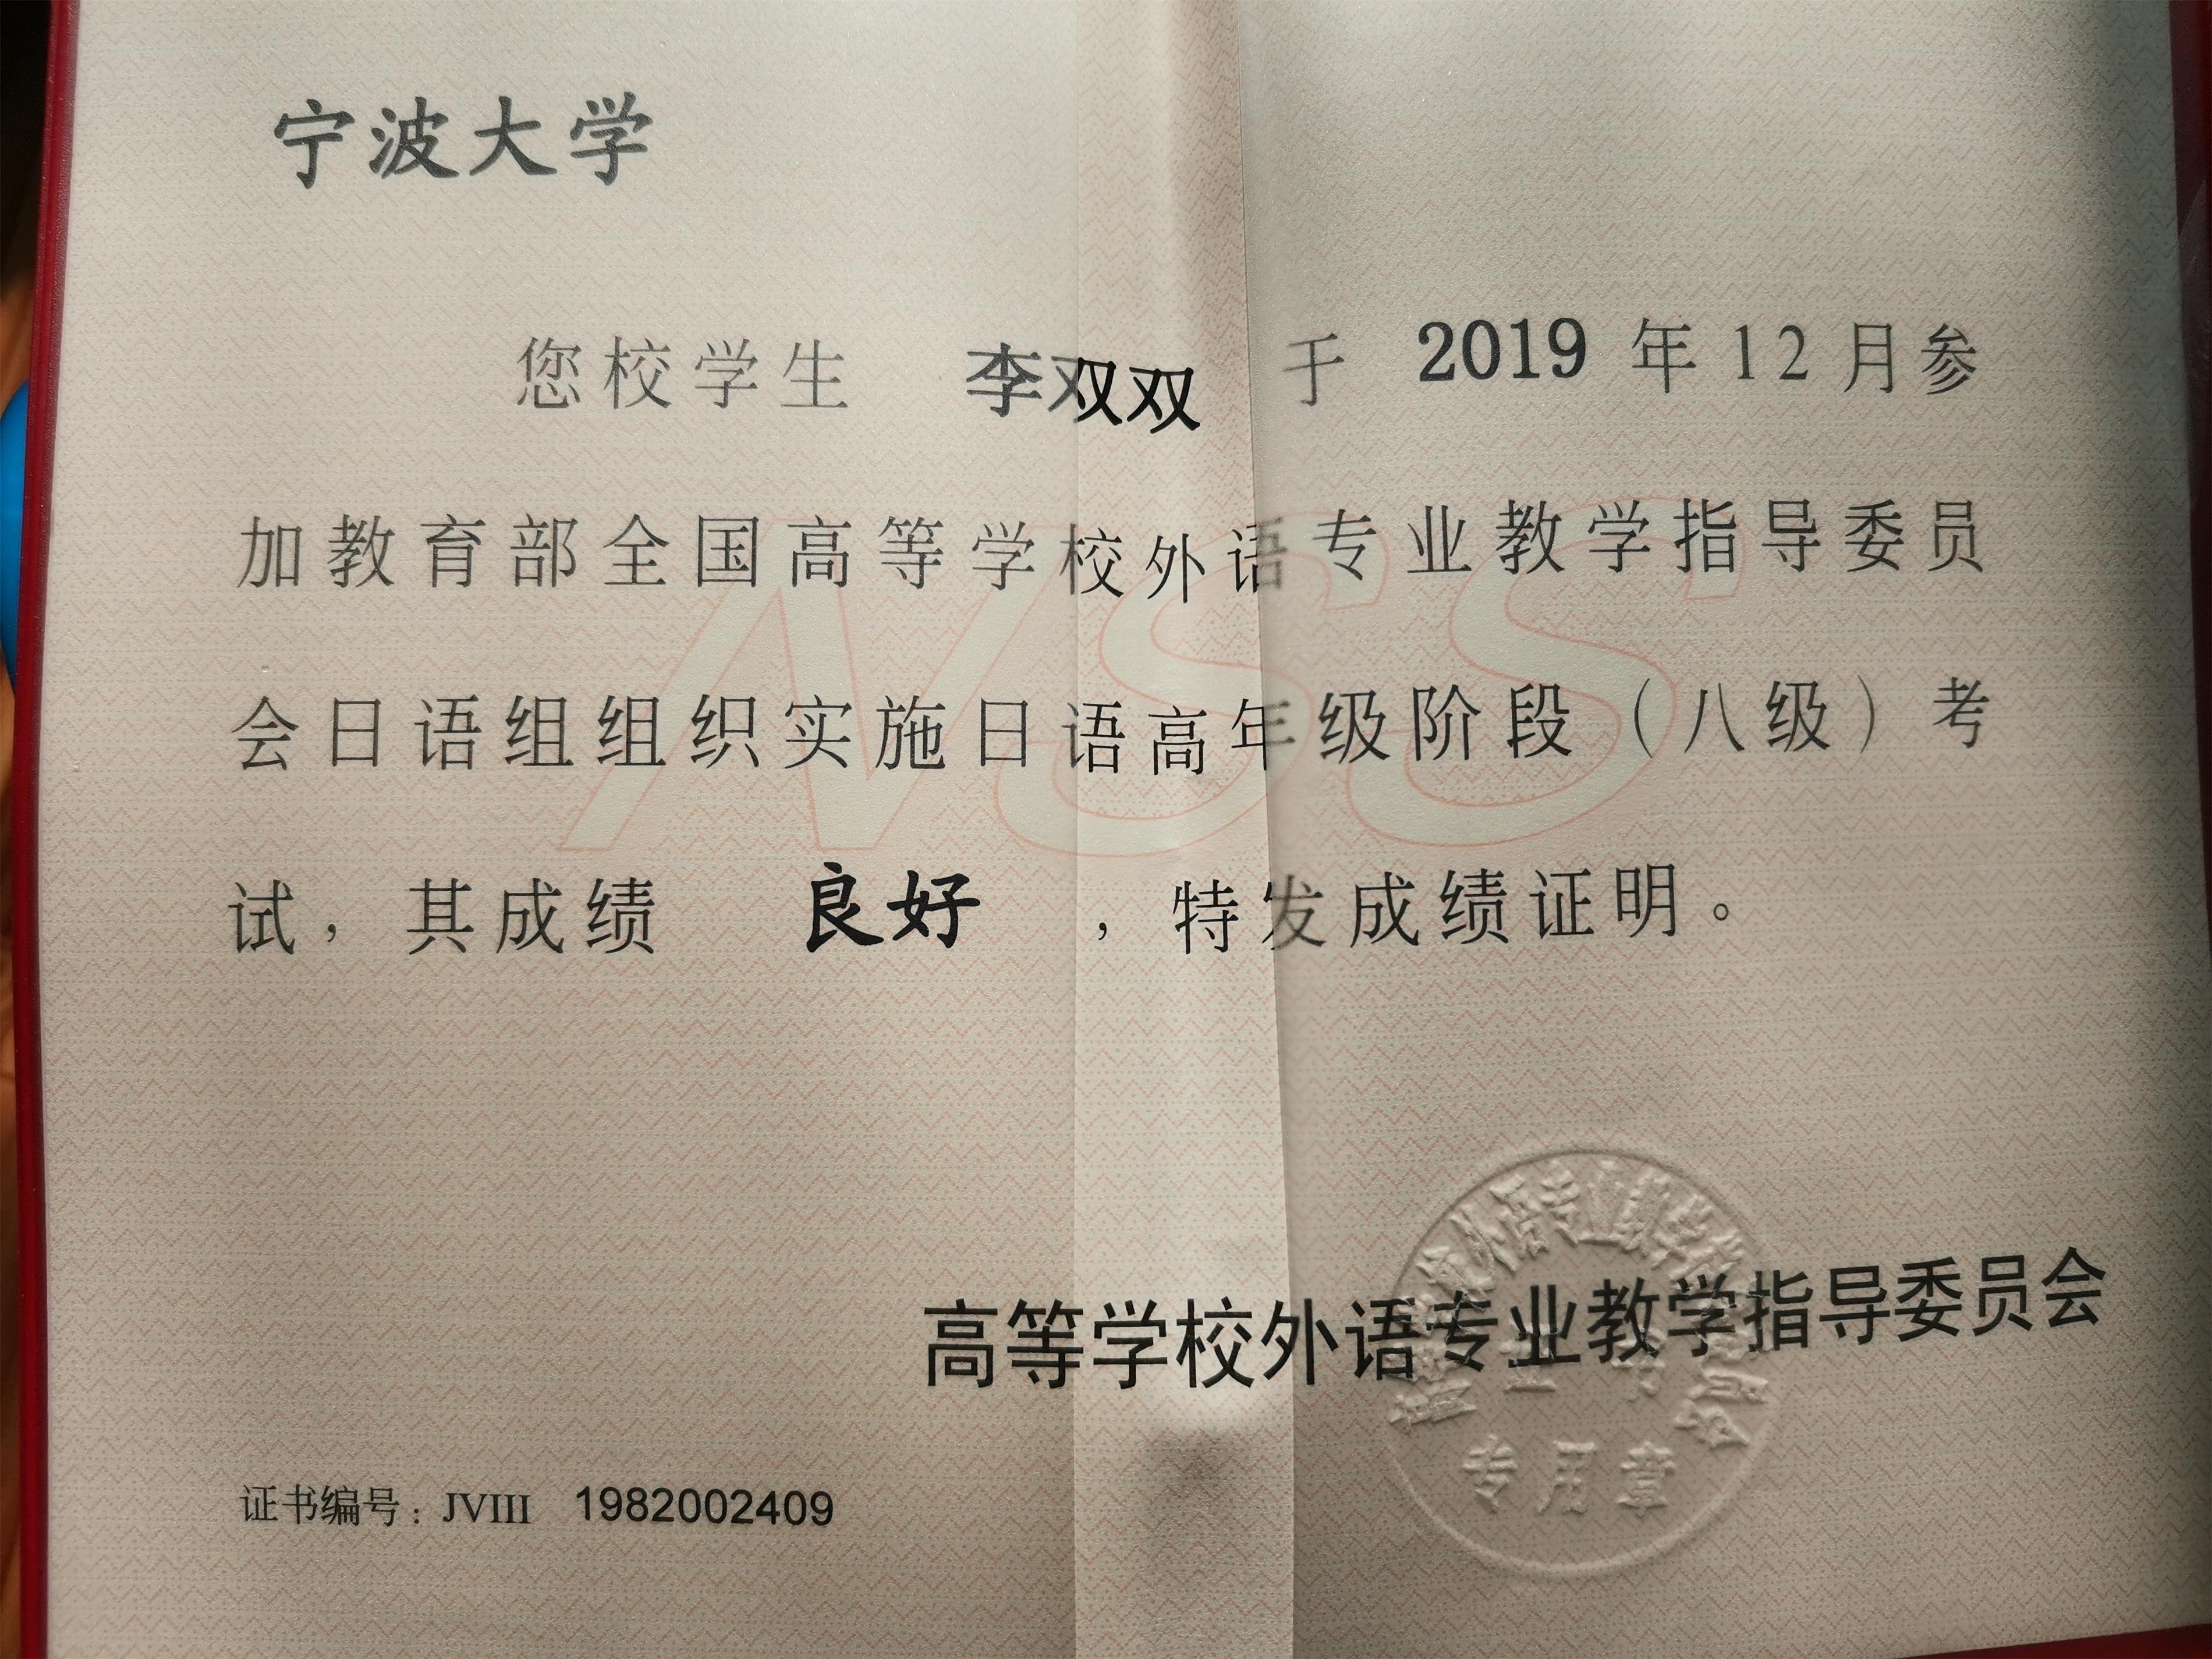 宁波大学
您校学生 李双双 于 2019 年 12 月参
加教育部全国高等学校外语专业教学指导委员
会日语组组织实施日语高年级阶段（八级）考
试，其成绩 良好 ，特发成绩证明。
NSS
高等学校外语专业教学指导委员会
专用章
证书编号：JVIII 1982002409